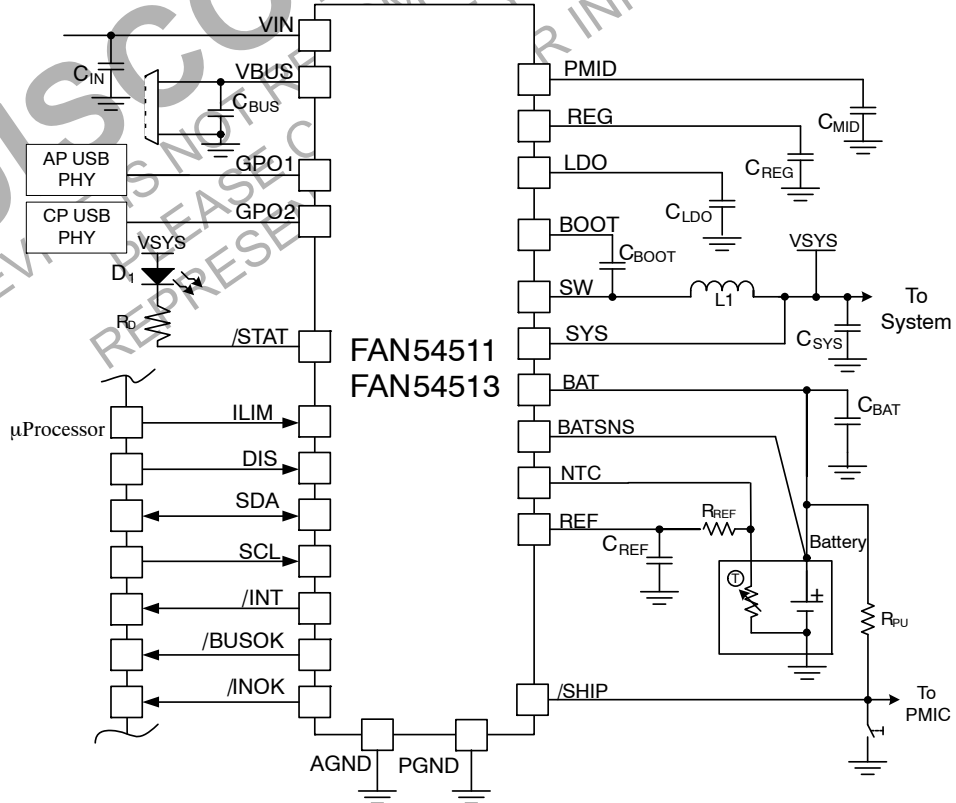 VIN
C_IN
VBUS
C_BUS
AP USB
PHY
GPO1
CP USB
PHY
GPO2
VSYS
D1
RD
/STAT
µProcessor
ILIM
DIS
SDA
SCL
/INT
/BUSOK
/INOK
FAN54511
FAN54513
AGND
PGND
PMID
CMID
REG
CREG
LDO
CLDO
BOOT
CBOOT
VSYS
SW
L1
To
System
SYS
CSYS
BAT
CBAT
BATSNS
NTC
REF
RREF
CREF
Battery
T
+
RPU
/SHIP
To
PMIC